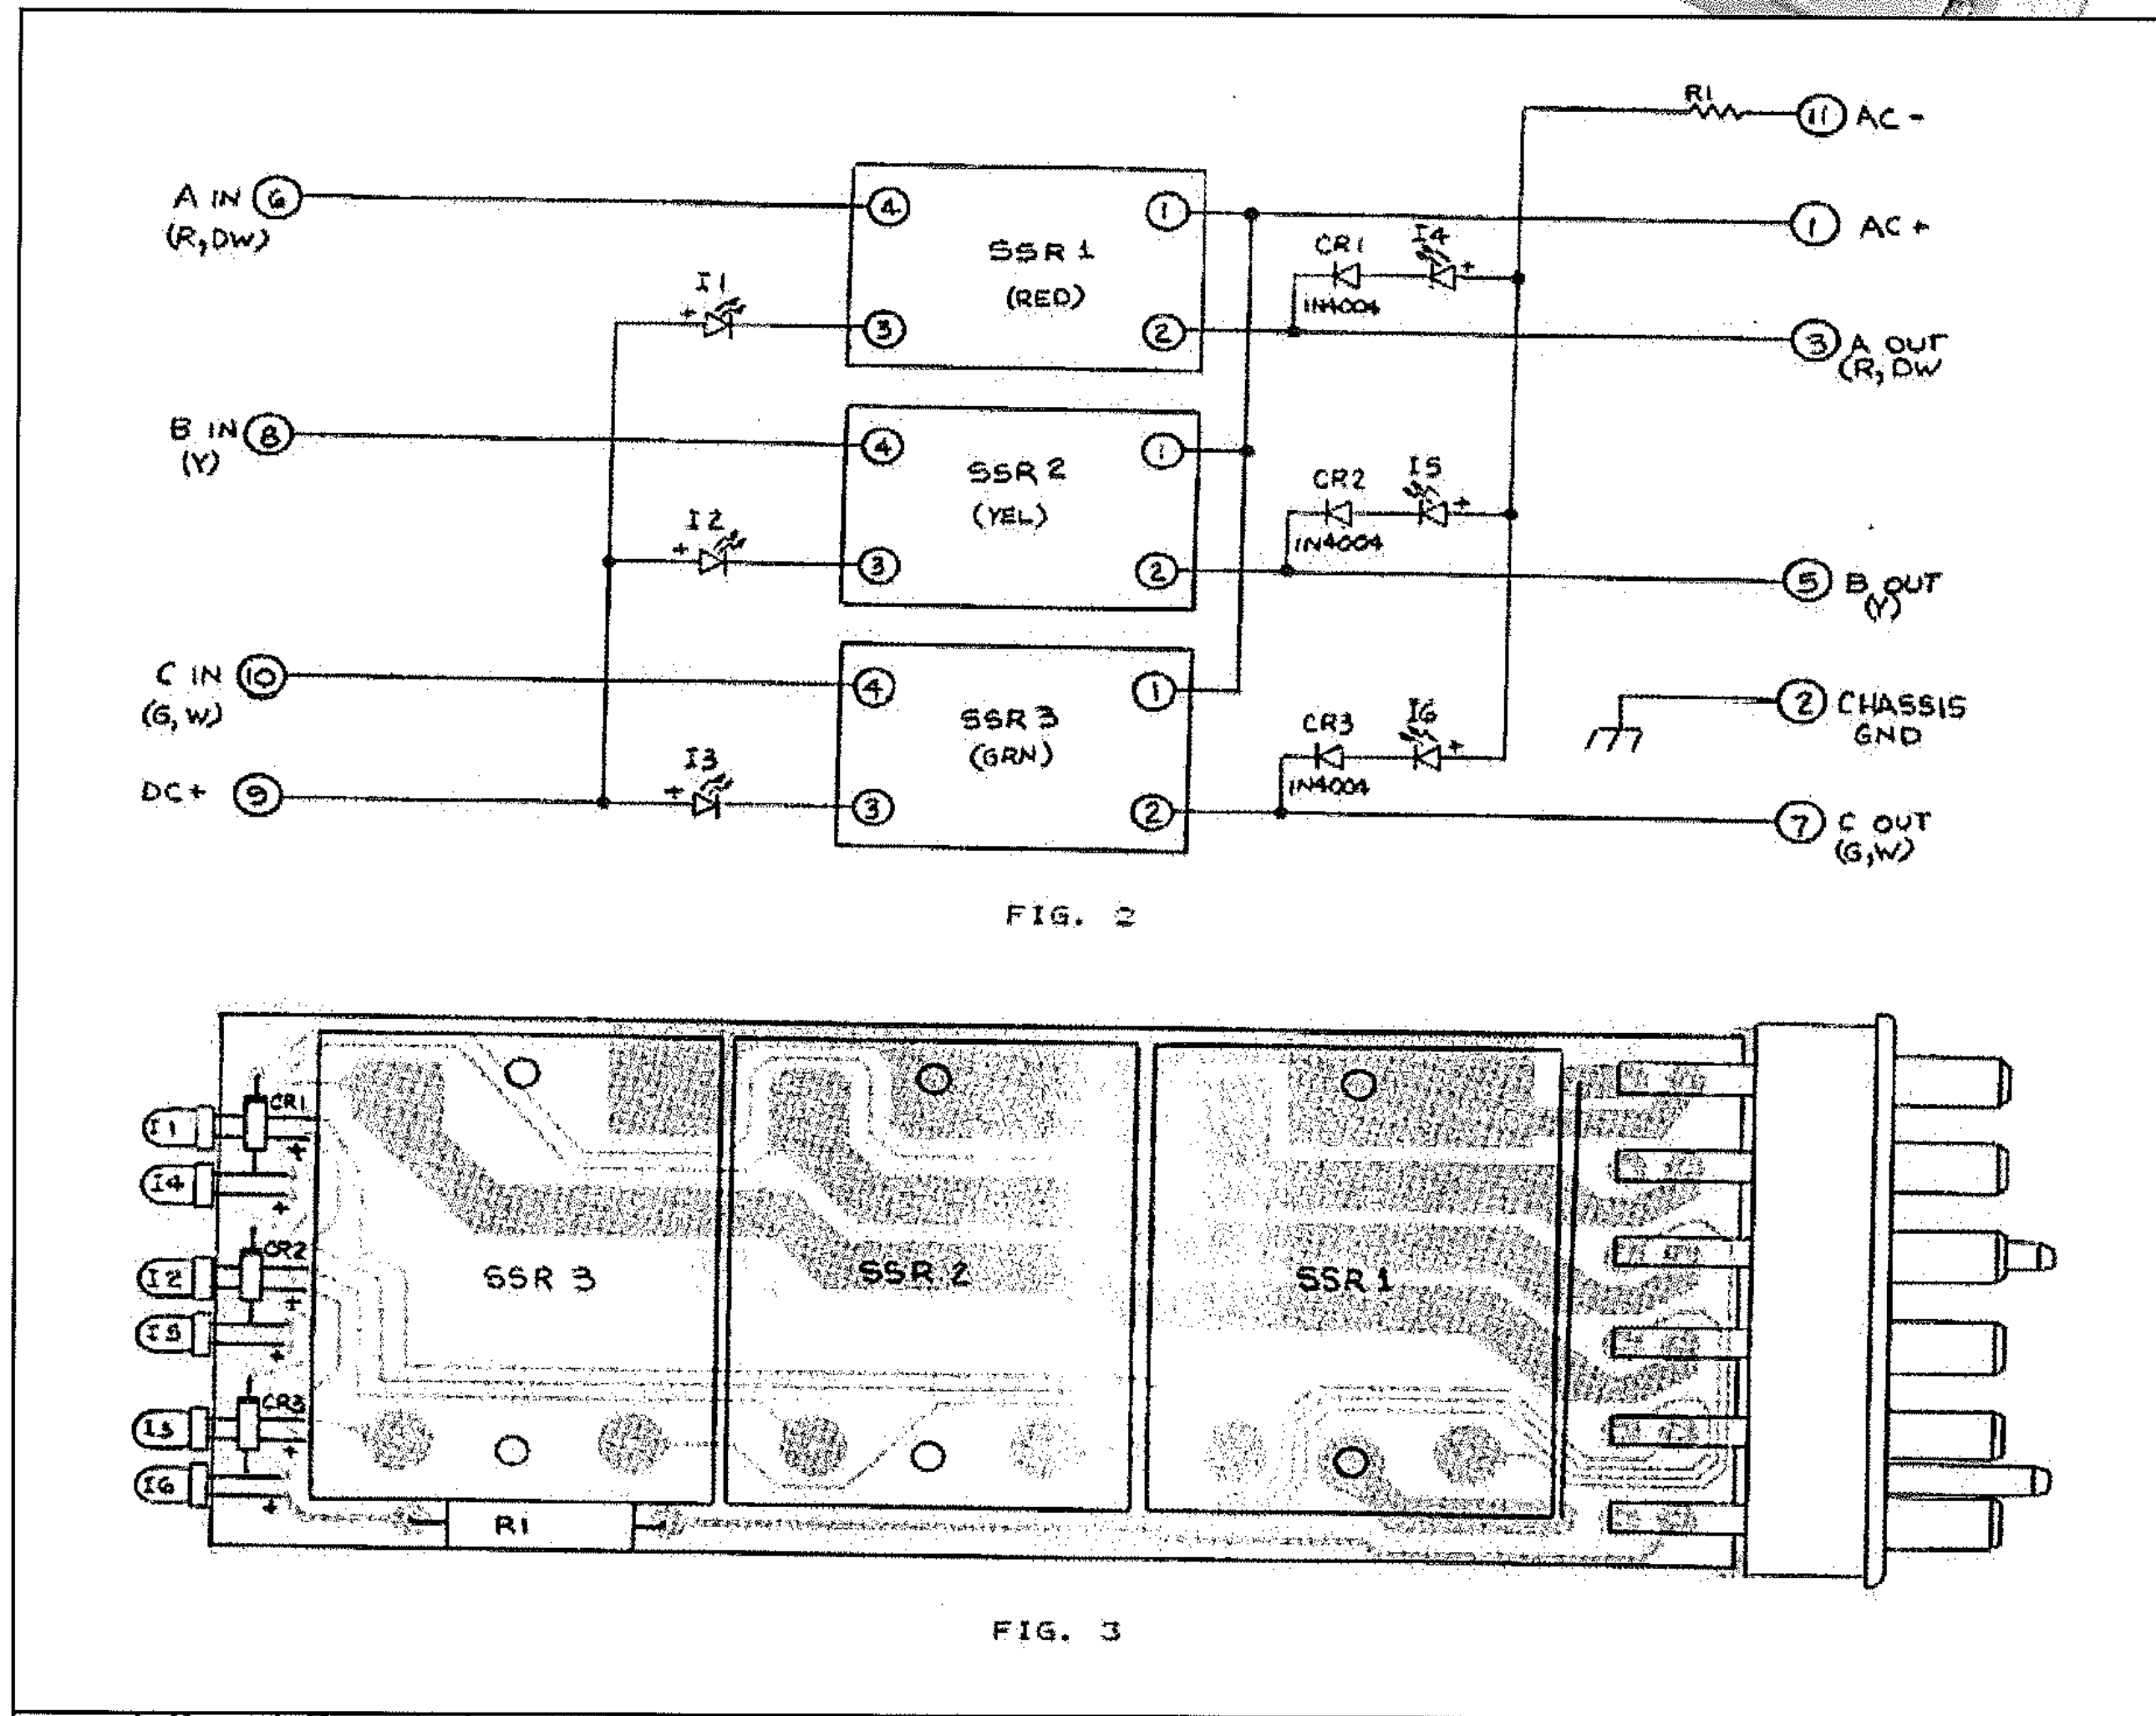 R1
11 AC -
A IN 6
(R,DW)
4
1
1 AC+
SSR 1
(RED)
CR1
I4
+
1N4004
I1
+
3
2
3 A OUT
(R, DW
B IN 8
(Y)
4
1
SSR 2
(YEL)
CR2
I5
+
1N4004
I2
+
3
2
5 B OUT
(Y)
C IN 10
(G,W)
4
1
SSR 3
(GRN)
2 CHASSIS
GND
CR3
I6
+
1N4004
I3
+
DC+ 9
3
2
7 C OUT
(G,W)
FIG. 2
CR1
I1
+
I4
+
CR2
I2
+
I5
+
CR3
I3
+
I6
+
SSR 3
SSR 2
SSR 1
R1
FIG. 3